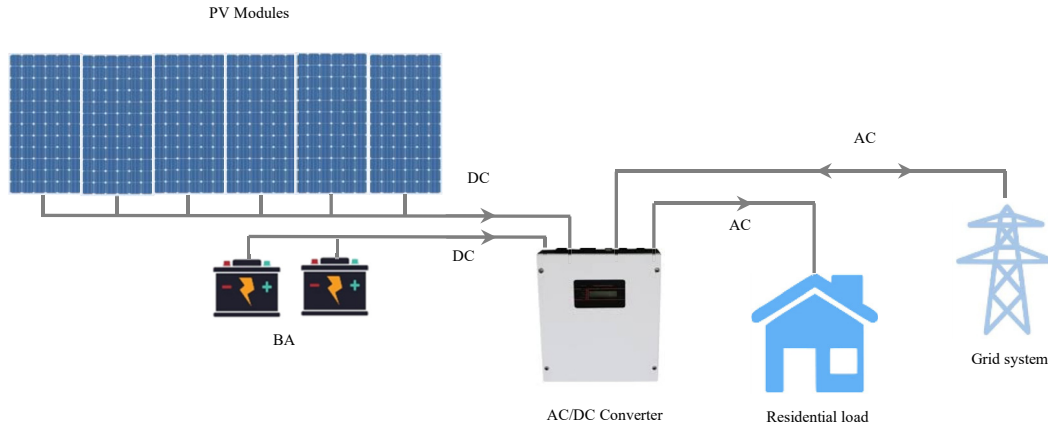 PV Modules
AC
DC
AC
DC
BA
Grid system
AC/DC Converter
Residential load